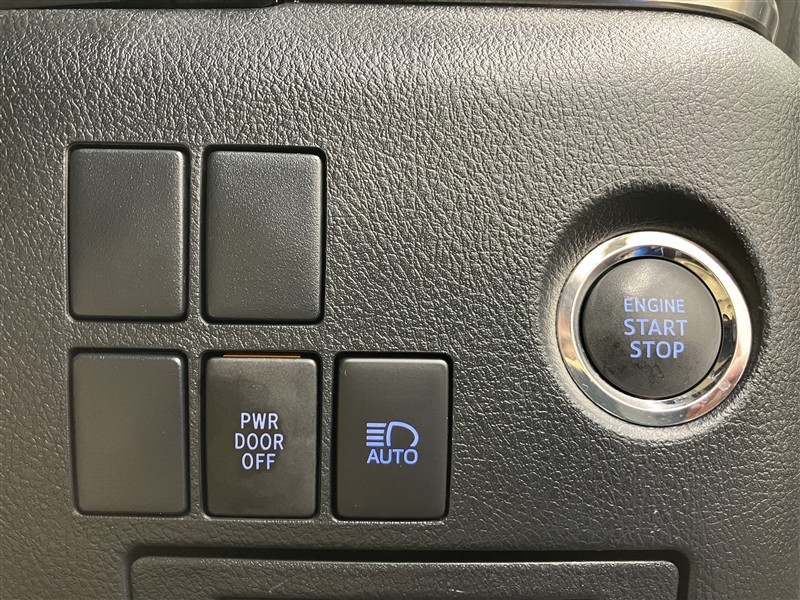 ENGINE
START
STOP
PWR
DOOR
OFF
AUTO